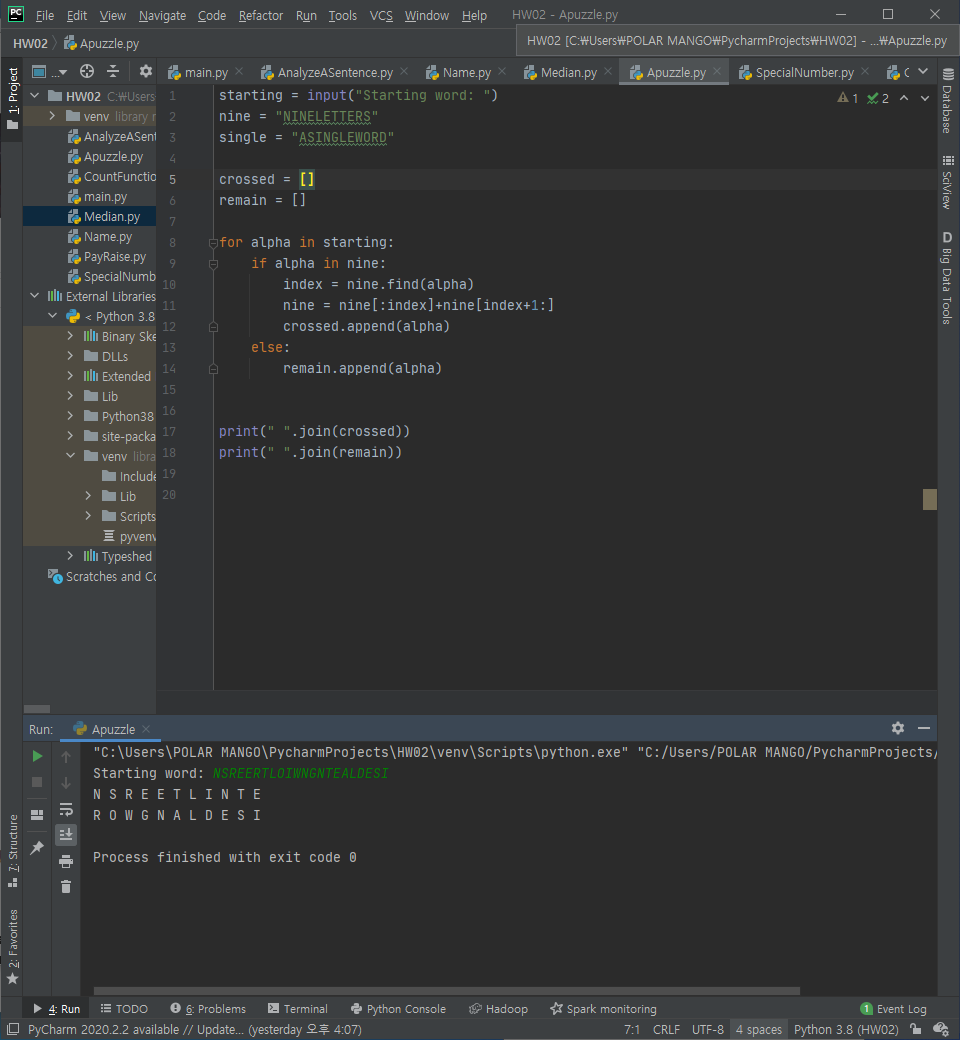 PC File Edit View Navigate Code Refactor Run Tools VCS Window Help HW02 - Apuzzle.py
HW02 Apuzzle.py
HW02 [C:₩Users₩POLAR MANGO₩PycharmProjects₩HW02] - ...₩Apuzzle.py
1: Project
...
main.py AnalyzeASentence.py Name.py Median.py Apuzzle.py SpecialNumber.py C
HW02 C:₩Users
venv library r
AnalyzeASent
Apuzzle.py
CountFunctio
main.py
Median.py
Name.py
PayRaise.py
SpecialNumb
External Libraries
< Python 3.8
Binary Ske
DLLs
Extended
Lib
Python38
site-packa
venv libra
Include
Lib
Scripts
pyvenv
Typeshed
Scratches and Co
1 starting = input("Starting word: ")
2 nine = "NINELETTERS"
3 single = "ASINGLEWORD"
4
5 crossed = []
6 remain = []
7
8 for alpha in starting:
9 if alpha in nine:
10 index = nine.find(alpha)
11 nine = nine[:index]+nine[index+1:]
12 crossed.append(alpha)
13 else:
14 remain.append(alpha)
15
16
17 print(" ".join(crossed))
18 print(" ".join(remain))
19
20
1 2
Database
SciView
D Big Data Tools
Run: Apuzzle
"C:\Users\POLAR MANGO\PycharmProjects\HW02\venv\Scripts\python.exe" "C:/Users/POLAR MANGO/PycharmProjects/
Starting word: NSREERTLOIWNGNTEALDESI
N S R E E T L I N T E
R O W G N A L D E S I
Process finished with exit code 0
7: Structure
2: Favorites
4: Run TODO 6: Problems Terminal Python Console Hadoop Spark monitoring 1 Event Log
PyCharm 2020.2.2 available // Update... (yesterday 오후 4:07) 7:1 CRLF UTF-8 4 spaces Python 3.8 (HW02)